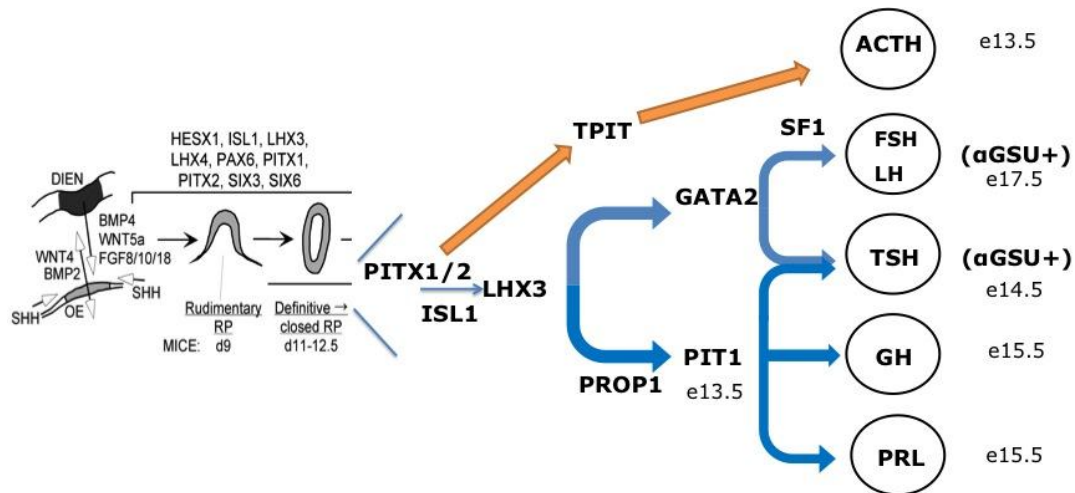 HESX1, ISL1, LHX3,
LHX4, PAX6, PITX1,
PITX2, SIX3, SIX6
DIEN
BMP4
WNT5a
FGF8/10/18
WNT4
BMP2
SHH
SHH
OE
Rudimentary
RP
MICE: d9
Definitive →
closed RP
d11-12.5
PITX1/2
ISL1
LHX3
TPIT
GATA2
SF1
PROP1
PIT1
e13.5
ACTH
e13.5
FSH
LH
(αGSU+)
e17.5
TSH
(αGSU+)
e14.5
GH
e15.5
PRL
e15.5